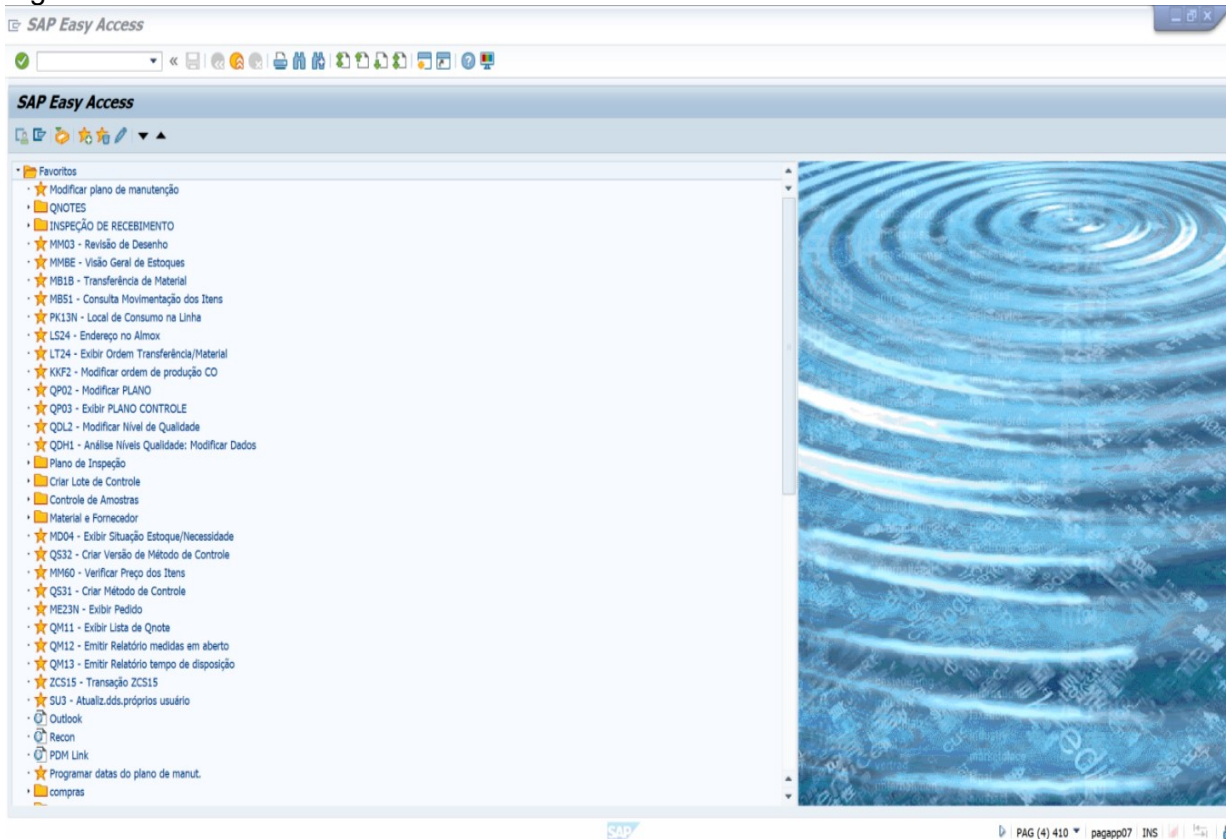 SAP Easy Access
SAP Easy Access
Favoritos
Modificar plano de manutenção
QNOTES
INSPEÇÃO DE RECEBIMENTO
MM03 - Revisão de Desenho
MMBE - Visão Geral de Estoques
MB1B - Transferência de Material
MB51 - Consulta Movimentação dos Itens
PK13N - Local de Consumo na Linha
LS24 - Endereço no Almox
LT24 - Exibir Ordem Transferência/Material
KKF2 - Modificar ordem de produção CO
QP02 - Modificar PLANO
QP03 - Exibir PLANO CONTROLE
QDL2 - Modificar Nível de Qualidade
QDH1 - Análise Níveis Qualidade: Modificar Dados
Plano de Inspeção
Criar Lote de Controle
Controle de Amostras
Material e Fornecedor
MD04 - Exibir Situação Estoque/Necessidade
QS32 - Criar Versão de Método de Controle
MM60 - Verificar Preço dos Itens
QS31 - Criar Método de Controle
ME23N - Exibir Pedido
QM11 - Exibir Lista de Qnote
QM12 - Emitir Relatório medidas em aberto
QM13 - Emitir Relatório tempo de disposição
ZCS15 - Transação ZCS15
SU3 - Atualiz.dds.próprios usuário
Outlook
Recon
PDM Link
Programar datas do plano de manut.
compras
SAP
PAG (4) 410 pagapp07 INS